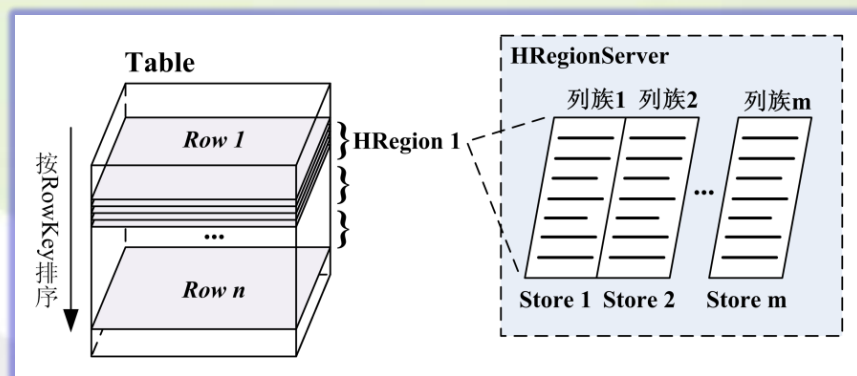 Table
按RowKey排序
Row 1
...
Row n
HRegion 1
HRegionServer
列族1 列族2 列族m
...
Store 1 Store 2 Store m